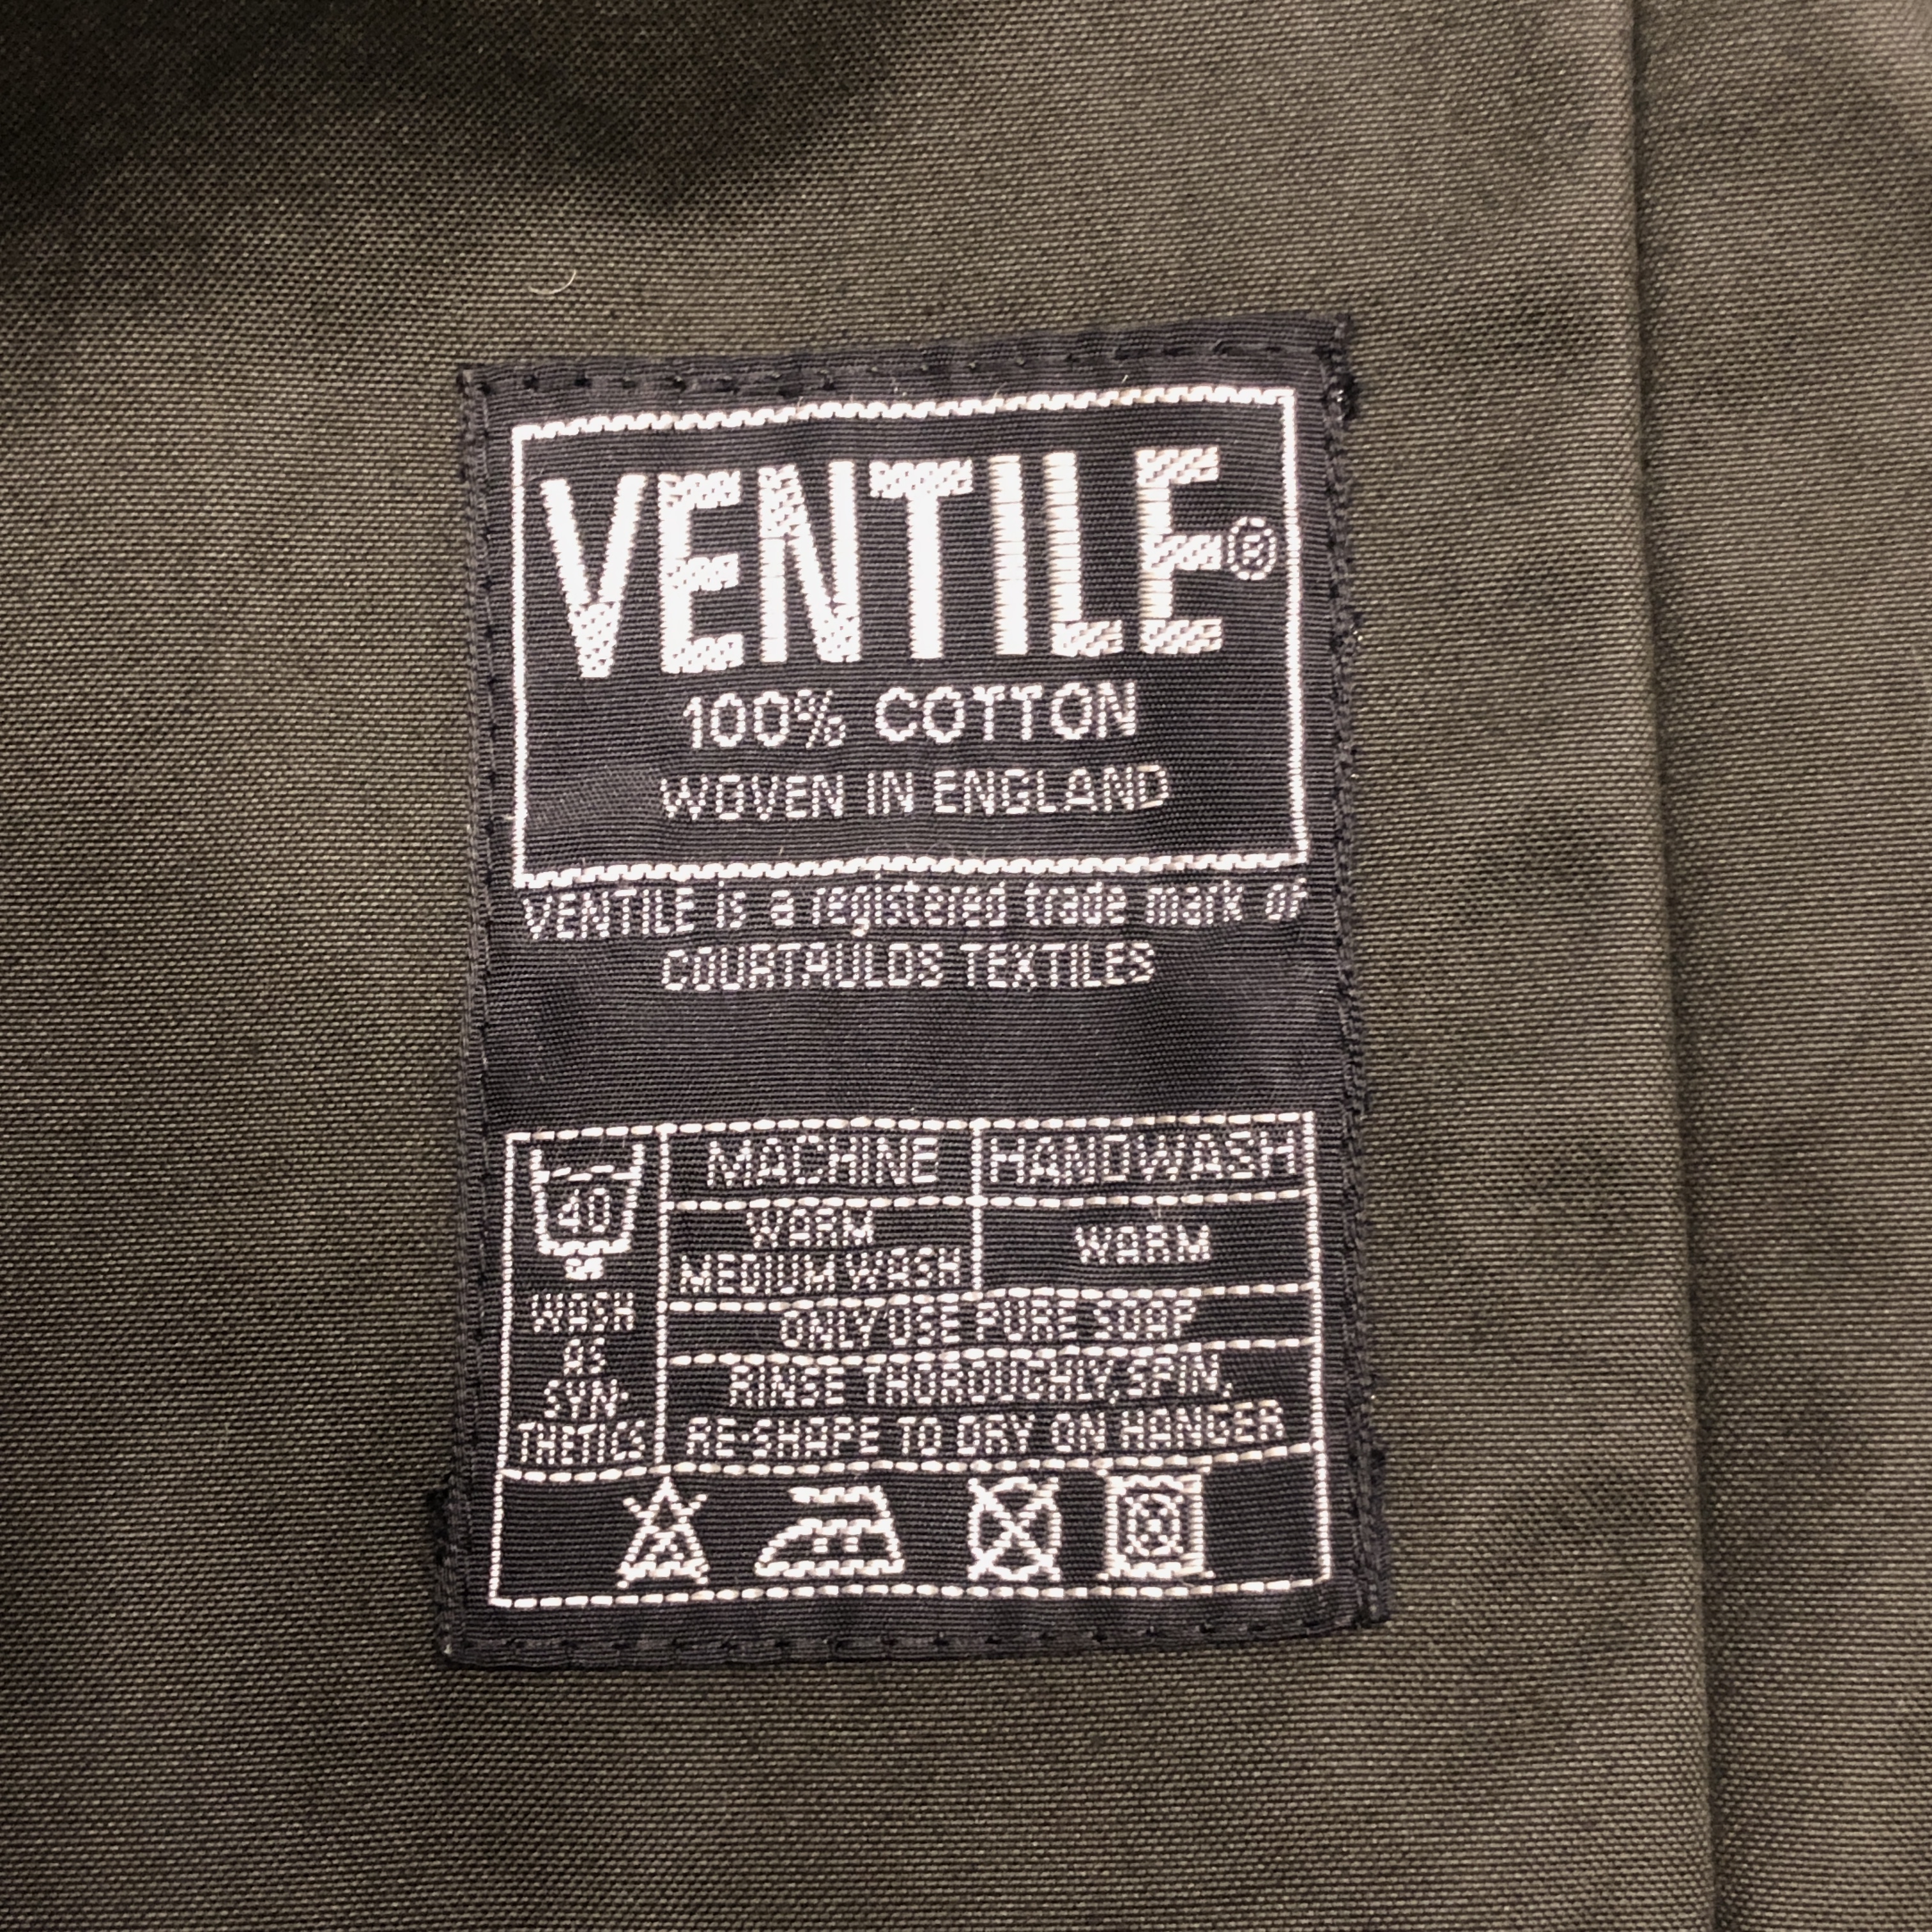 VENTILE®
100% COTTON
WOVEN IN ENGLAND
VENTILE is a registered trade mark of
COURTAULDS TEXTILES
MACHINE HANDWASH
40
WARM
MEDIUM WASH
WARM
WASH
AS
SYN-
THETICS
ONLY USE PURE SOAP
RINSE THOROUGHLY, SPIN,
RE-SHAPE TO DRY ON HANGER